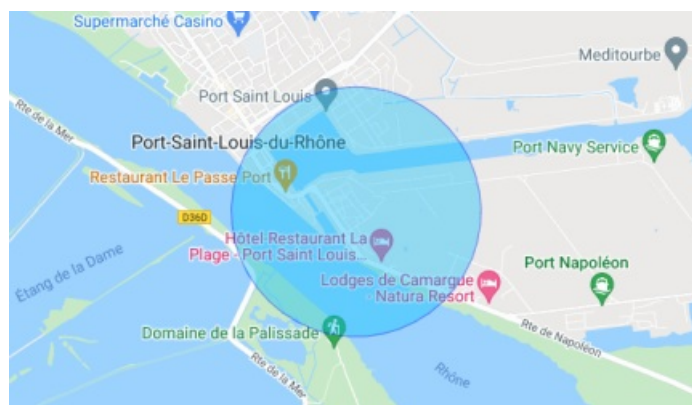 Supermarché Casino
Meditourbe
Rte de la Mer
Port Saint Louis
Port-Saint-Louis-du-Rhône
Port Navy Service
Restaurant Le Passe Port
D36D
Hôtel Restaurant La
Plage - Port Saint Louis...
Étang de la Dame
Port Napoléon
Lodges de Camargue
- Natura Resort
Domaine de la Palissade
Rte de Napoléon
Rte de la Mer
Rhône